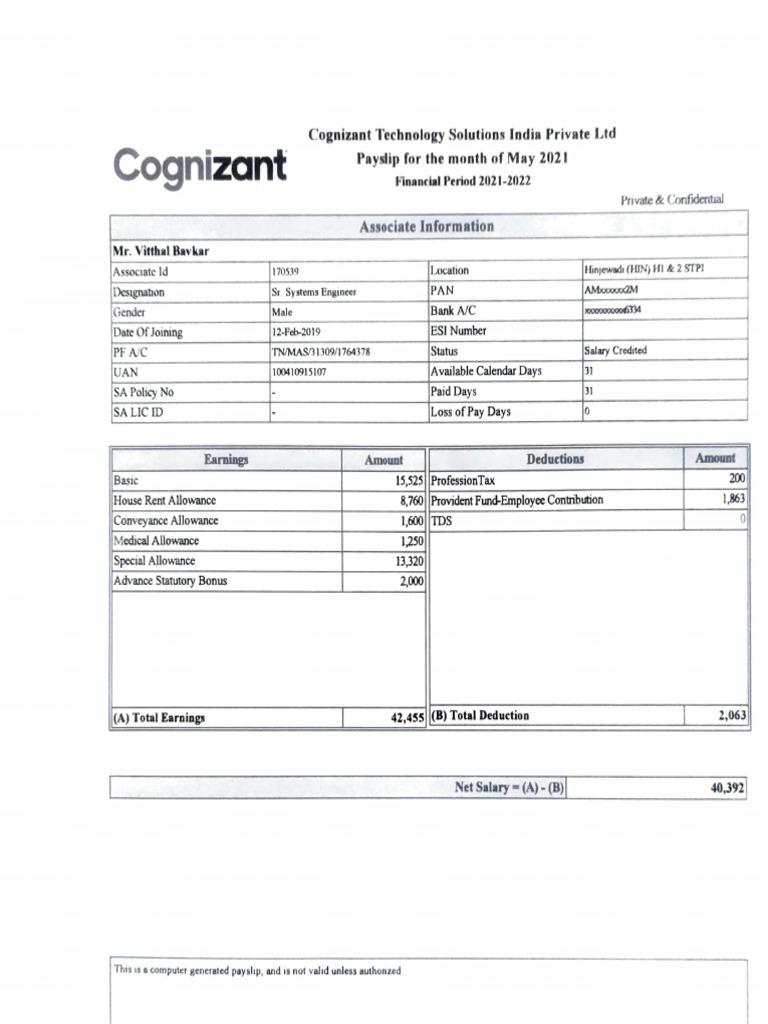 Cognizant Technology Solutions India Private Ltd
Cognizant
Payslip for the month of May 2021
Financial Period 2021-2022
Private & Confidential
Associate Information
Mr. Vitthal Bavkar
Associate Id 170539 Location Hinjewadi (HIN) H1 & 2 STPI
Designation Sr. Systems Engineer PAN AMxxxxxx2M
Gender Male Bank A/C xxxxxxxxxx6334
Date Of Joining 12-Feb-2019 ESI Number
PF A/C TN/MAS/31309/1764378 Status Salary Credited
UAN 100410915107 Available Calendar Days 31
SA Policy No - Paid Days 31
SA LIC ID - Loss of Pay Days 0
Earnings Amount Deductions Amount
Basic 15,525 ProfessionTax 200
House Rent Allowance 8,760 Provident Fund-Employee Contribution 1,863
Conveyance Allowance 1,600 TDS 0
Medical Allowance 1,250
Special Allowance 13,320
Advance Statutory Bonus 2,000
(A) Total Earnings 42,455 (B) Total Deduction 2,063
Net Salary = (A) - (B) 40,392
This is a computer generated payslip, and is not valid unless authorized